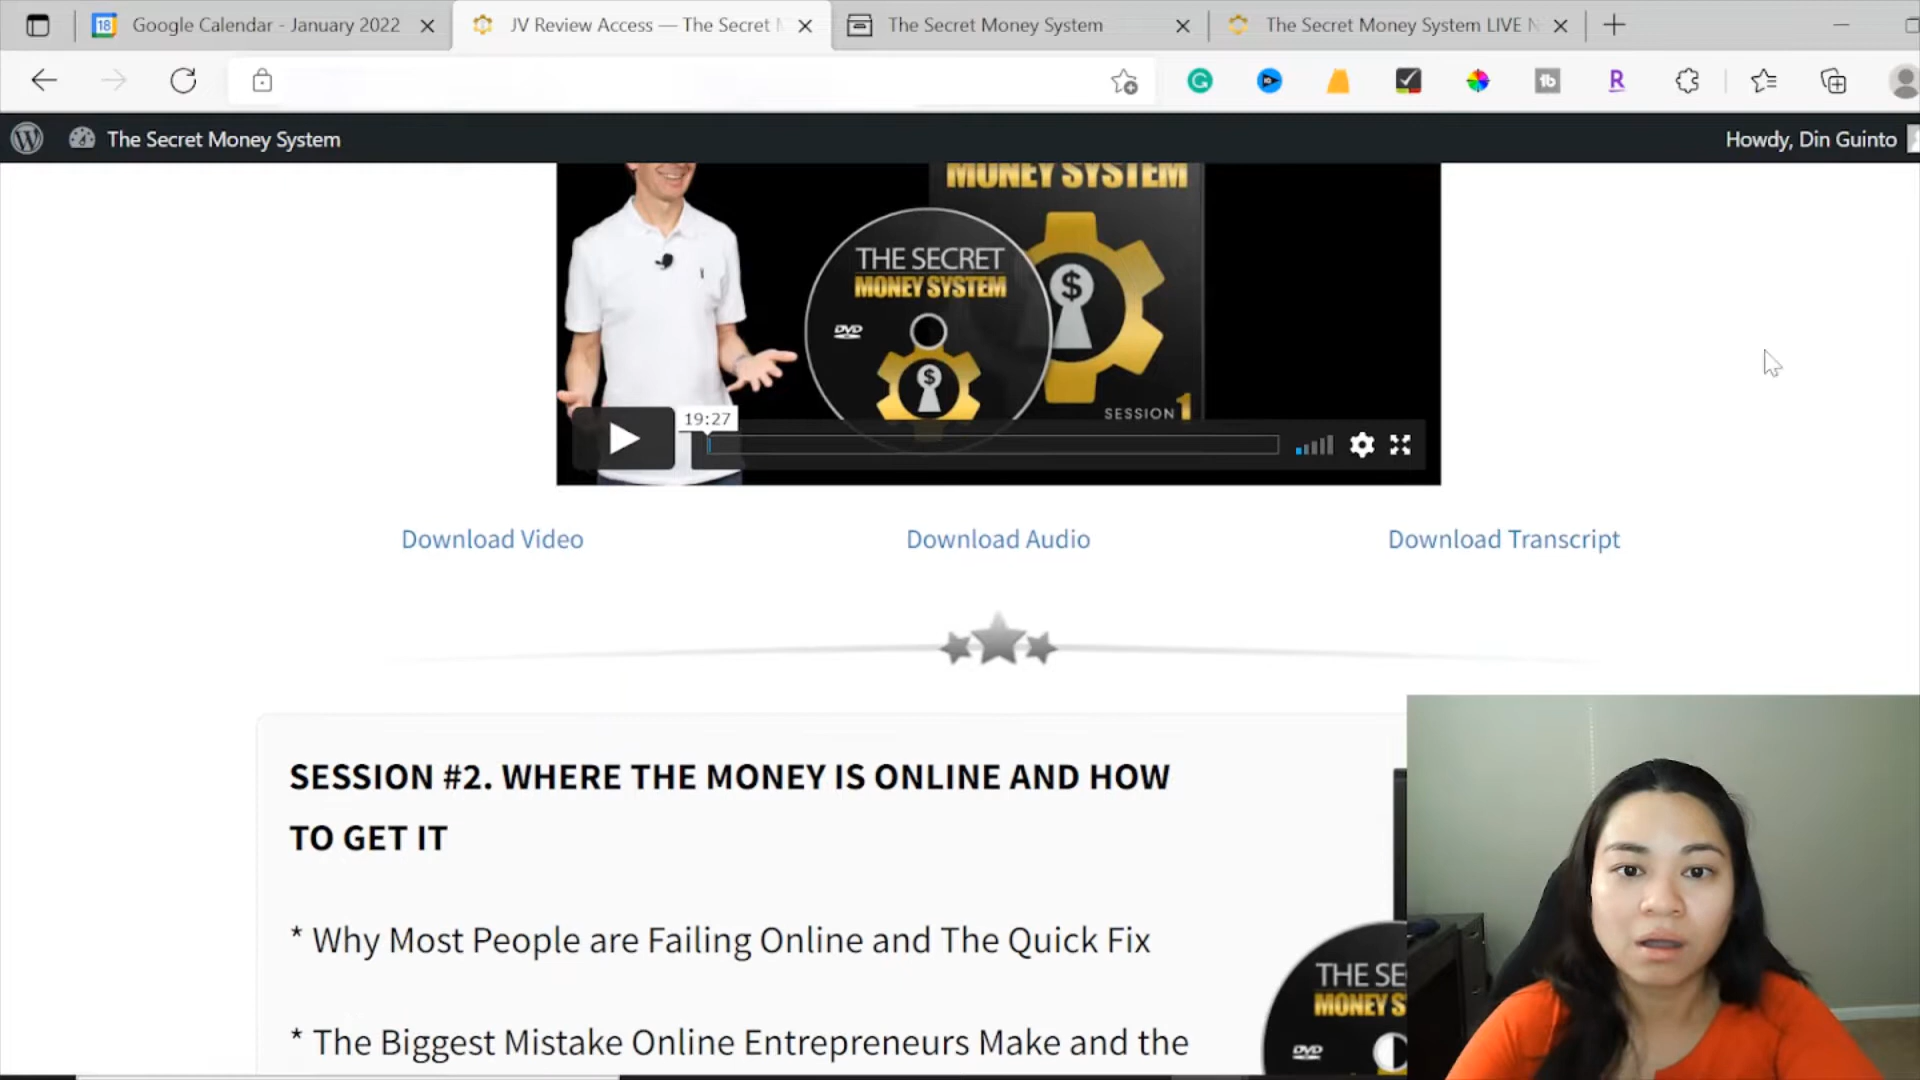 Google Calendar - January 2022
JV Review Access — The Secret M
The Secret Money System
The Secret Money System LIVE N
18
The Secret Money System
Howdy, Din Guinto
MONEY SYSTEM
THE SECRET
MONEY SYSTEM
$
DVD
$
SESSION 1
19:27
Download Video
Download Audio
Download Transcript
SESSION #2. WHERE THE MONEY IS ONLINE AND HOW
TO GET IT
* Why Most People are Failing Online and The Quick Fix
THE SE
MONEY S
* The Biggest Mistake Online Entrepreneurs Make and the
DVD